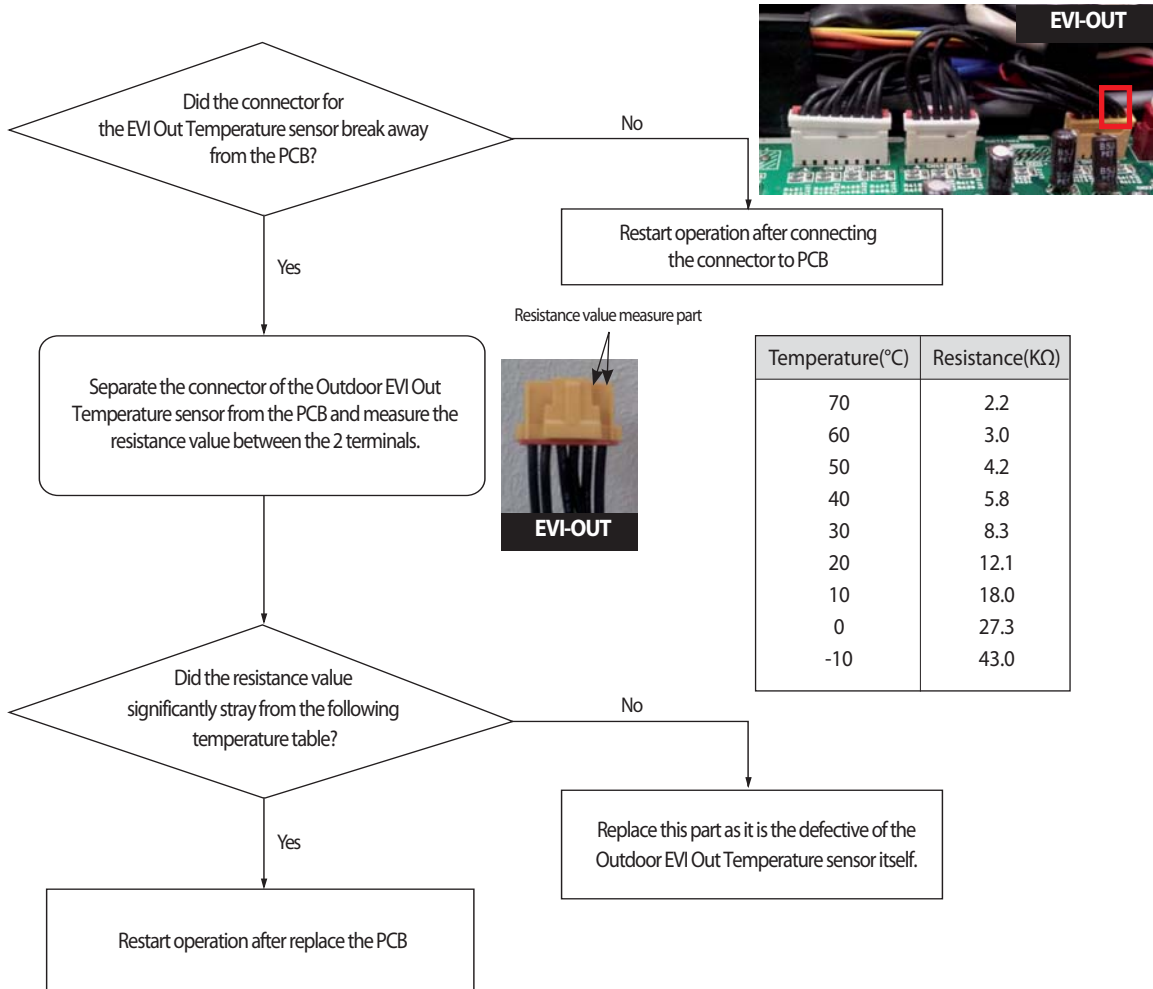 EVI-OUT
Did the connector for
the EVI Out Temperature sensor break away
from the PCB?
No
Restart operation after connecting
the connector to PCB
Yes
Resistance value measure part
Separate the connector of the Outdoor EVI Out
Temperature sensor from the PCB and measure the
resistance value between the 2 terminals.
EVI-OUT
Temperature(°C) Resistance(KΩ)
70 2.2
60 3.0
50 4.2
40 5.8
30 8.3
20 12.1
10 18.0
0 27.3
-10 43.0
Did the resistance value
significantly stray from the following
temperature table?
No
Replace this part as it is the defective of the
Outdoor EVI Out Temperature sensor itself.
Yes
Restart operation after replace the PCB